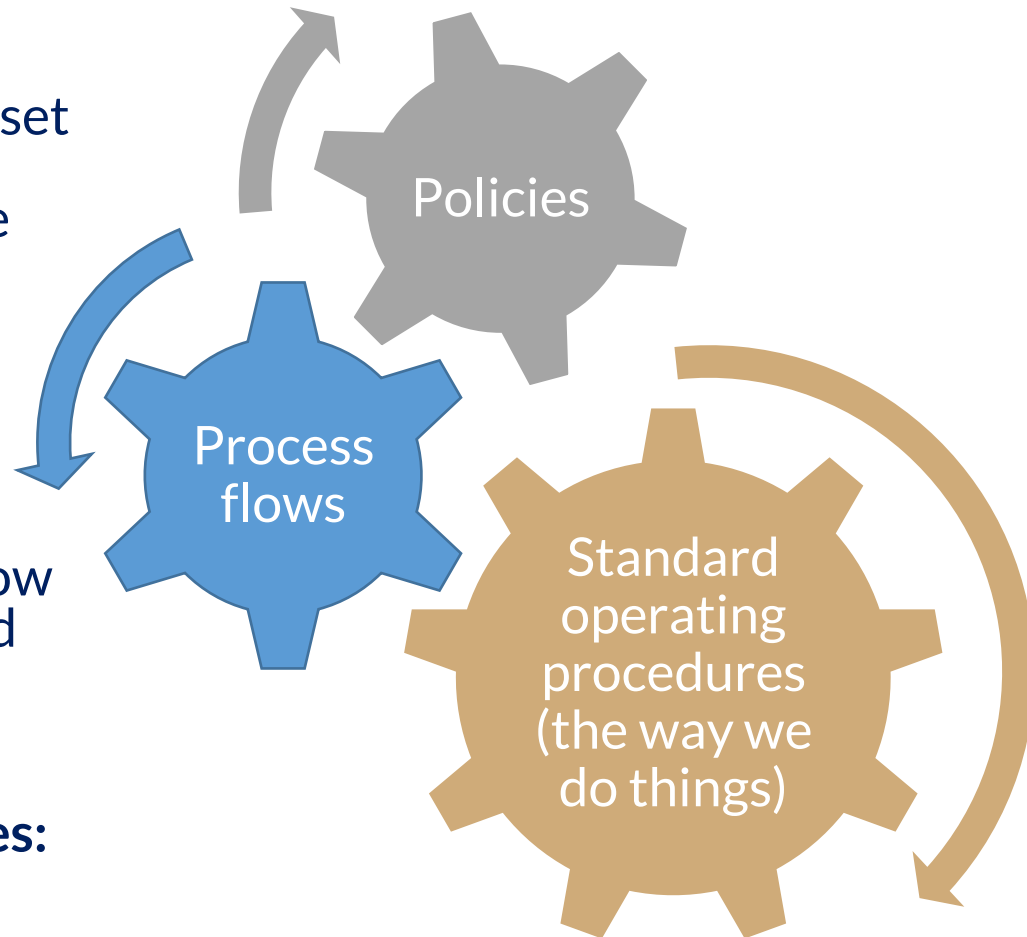 set
e
Policies
Process
flows
ow
d
Standard
operating
procedures
(the way we
do things)
es: